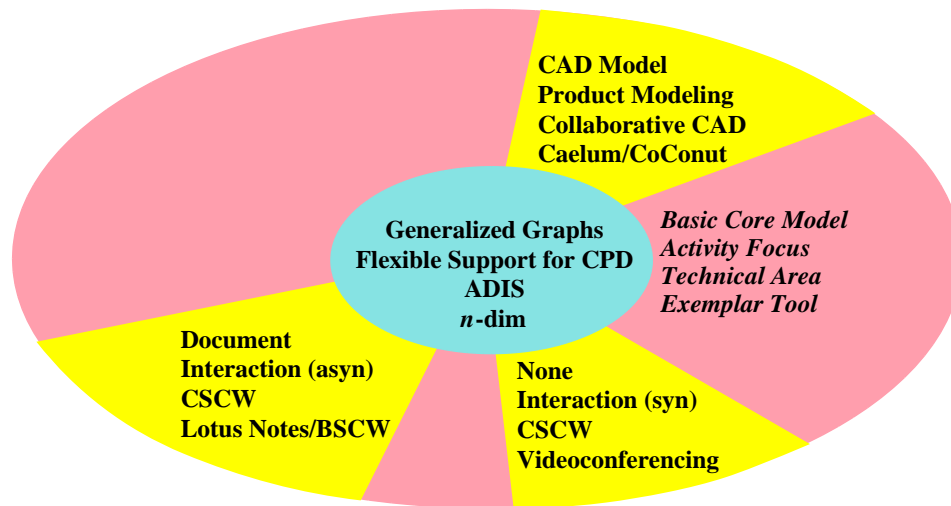 CAD Model
Product Modeling
Collaborative CAD
Caelum/CoConut
Generalized Graphs
Flexible Support for CPD
ADIS
n-dim
Basic Core Model
Activity Focus
Technical Area
Exemplar Tool
Document
Interaction (asyn)
CSCW
Lotus Notes/BSCW
None
Interaction (syn)
CSCW
Videoconferencing